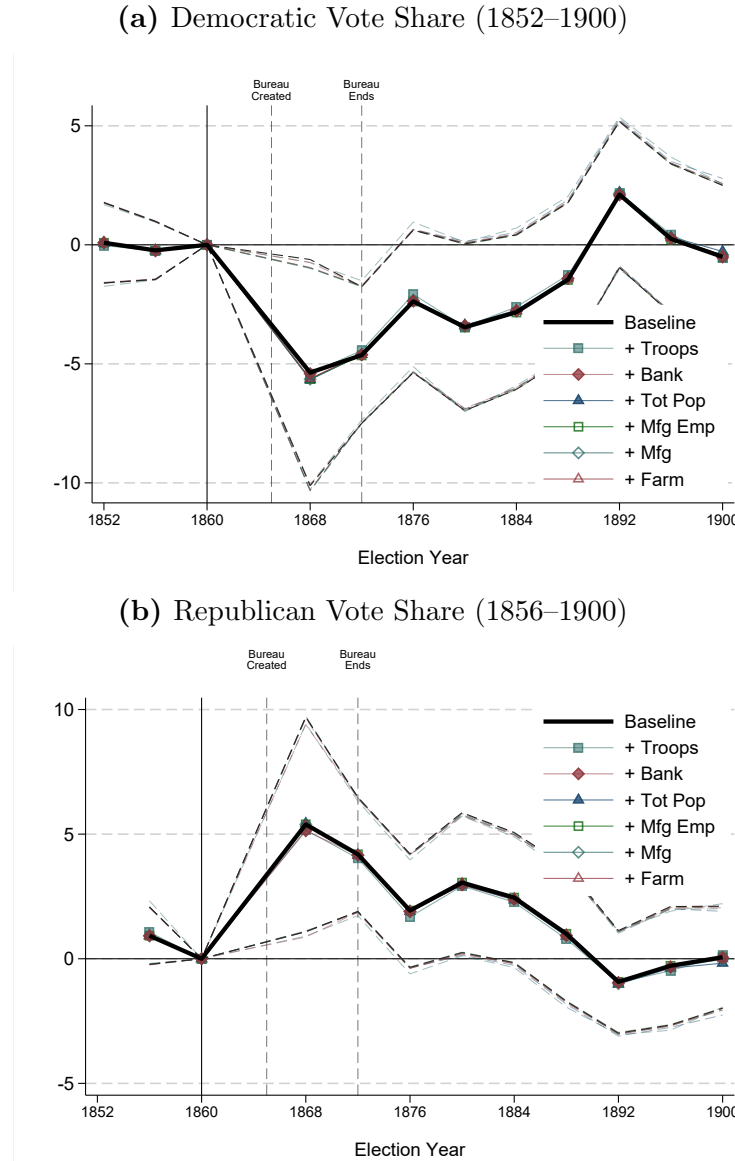 (a) Democratic Vote Share (1852–1900)
Bureau
Created
Bureau
Ends
5
0
-5
-10
Baseline
+ Troops
+ Bank
+ Tot Pop
+ Mfg Emp
+ Mfg
+ Farm
1852
1860
1868
1876
1884
1892
1900
Election Year
(b) Republican Vote Share (1856–1900)
Bureau
Created
Bureau
Ends
10
5
0
-5
Baseline
+ Troops
+ Bank
+ Tot Pop
+ Mfg Emp
+ Mfg
+ Farm
1852
1860
1868
1876
1884
1892
1900
Election Year